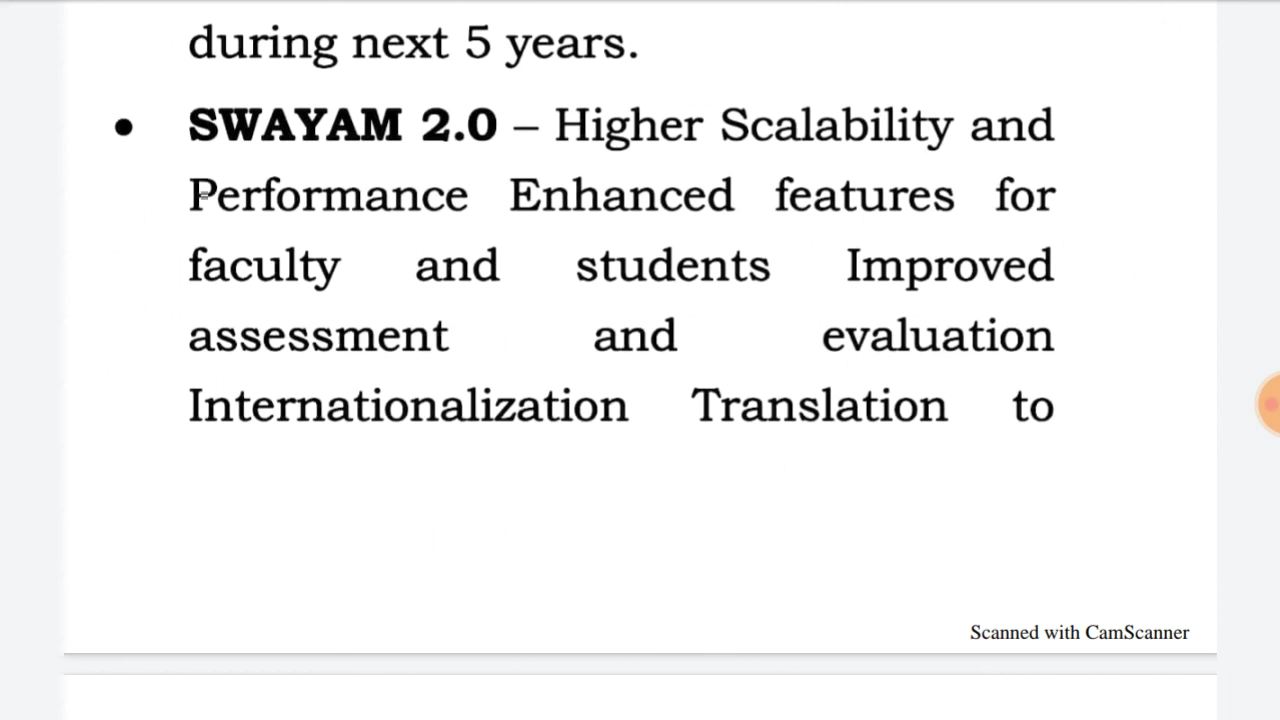 during next 5 years.
• SWAYAM 2.0 – Higher Scalability and
Performance Enhanced features for
faculty and students Improved
assessment and evaluation
Internationalization Translation to
Scanned with CamScanner